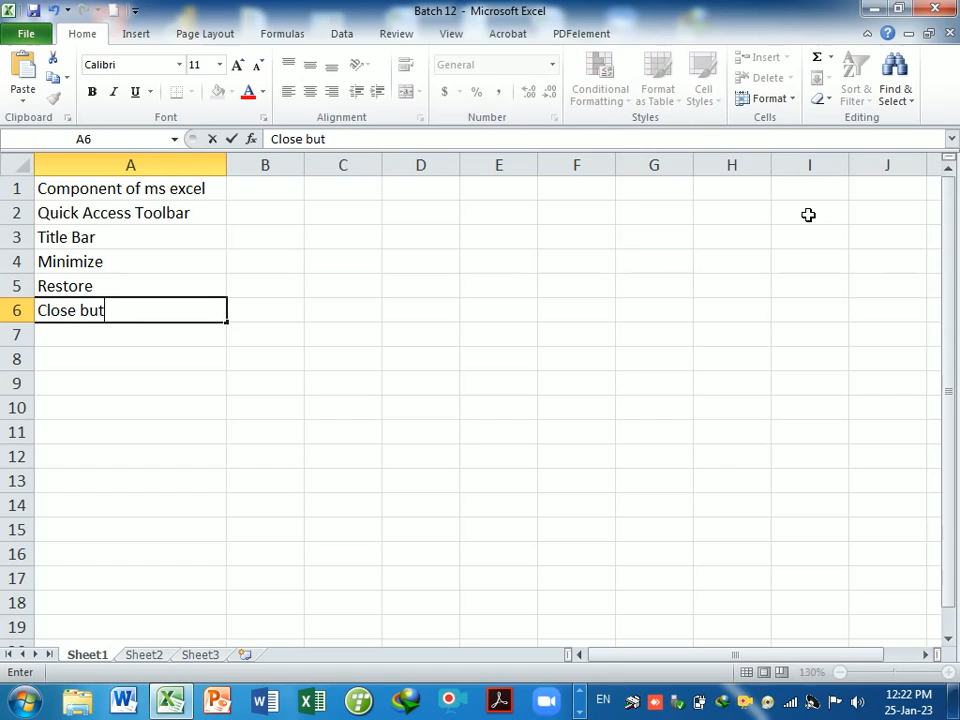 Batch 12 - Microsoft Excel
File Home Insert Page Layout Formulas Data Review View Acrobat PDFelement
Paste
Clipboard
Calibri 11
B I U A
Font
Alignment
General
$ % ,
Number
Conditional Formatting
Format as Table
Cell Styles
Styles
Insert
Delete
Format
Cells
Σ
Sort & Filter
Find & Select
Editing
A6 fx Close but
A B C D E F G H I J
1 Component of ms excel
2 Quick Access Toolbar
3 Title Bar
4 Minimize
5 Restore
6 Close but
7
8
9
10
11
12
13
14
15
16
17
18
19
Sheet1 Sheet2 Sheet3
Enter 130%
EN 12:22 PM
25-Jan-23